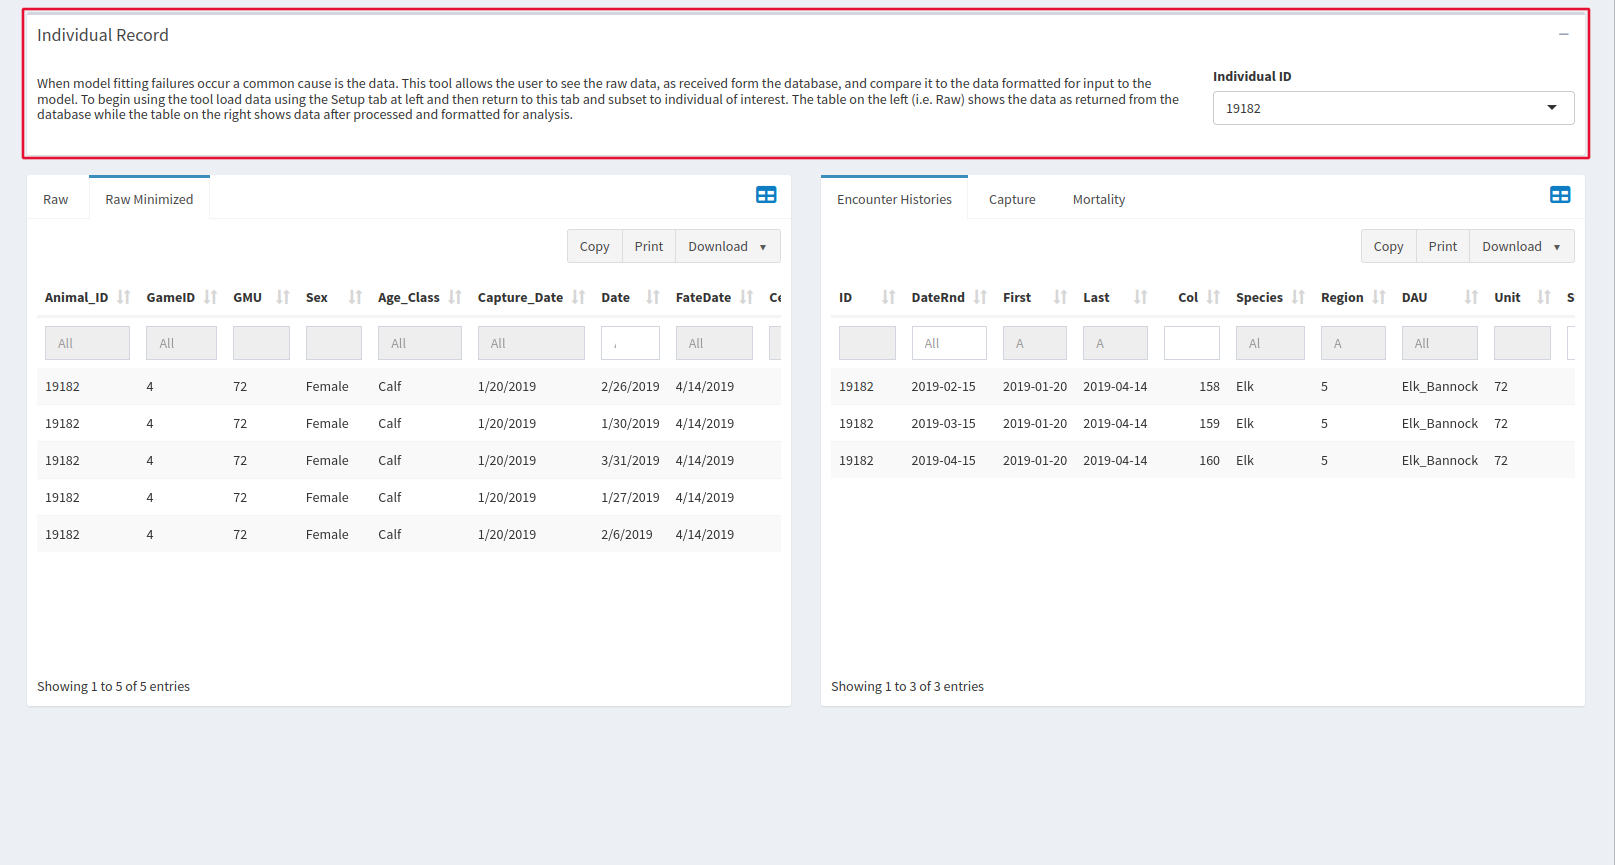 Individual Record
When model fitting failures occur a common cause is the data. This tool allows the user to see the raw data, as received form the database, and compare it to the data formatted for input to the
model. To begin using the tool load data using the Setup tab at left and then return to this tab and subset to individual of interest. The table on the left (i.e. Raw) shows the data as returned from the
database while the table on the right shows data after processed and formatted for analysis.
Individual ID
19182
Raw Raw Minimized
Copy Print Download
Animal_ID GameID GMU Sex Age_Class Capture_Date Date FateDate Ce
All All All All All
19182 4 72 Female Calf 1/20/2019 2/26/2019 4/14/2019
19182 4 72 Female Calf 1/20/2019 1/30/2019 4/14/2019
19182 4 72 Female Calf 1/20/2019 3/31/2019 4/14/2019
19182 4 72 Female Calf 1/20/2019 1/27/2019 4/14/2019
19182 4 72 Female Calf 1/20/2019 2/6/2019 4/14/2019
Showing 1 to 5 of 5 entries
Encounter Histories Capture Mortality
Copy Print Download
ID DateRnd First Last Col Species Region DAU Unit S
All A A Al A All
19182 2019-02-15 2019-01-20 2019-04-14 158 Elk 5 Elk_Bannock 72
19182 2019-03-15 2019-01-20 2019-04-14 159 Elk 5 Elk_Bannock 72
19182 2019-04-15 2019-01-20 2019-04-14 160 Elk 5 Elk_Bannock 72
Showing 1 to 3 of 3 entries